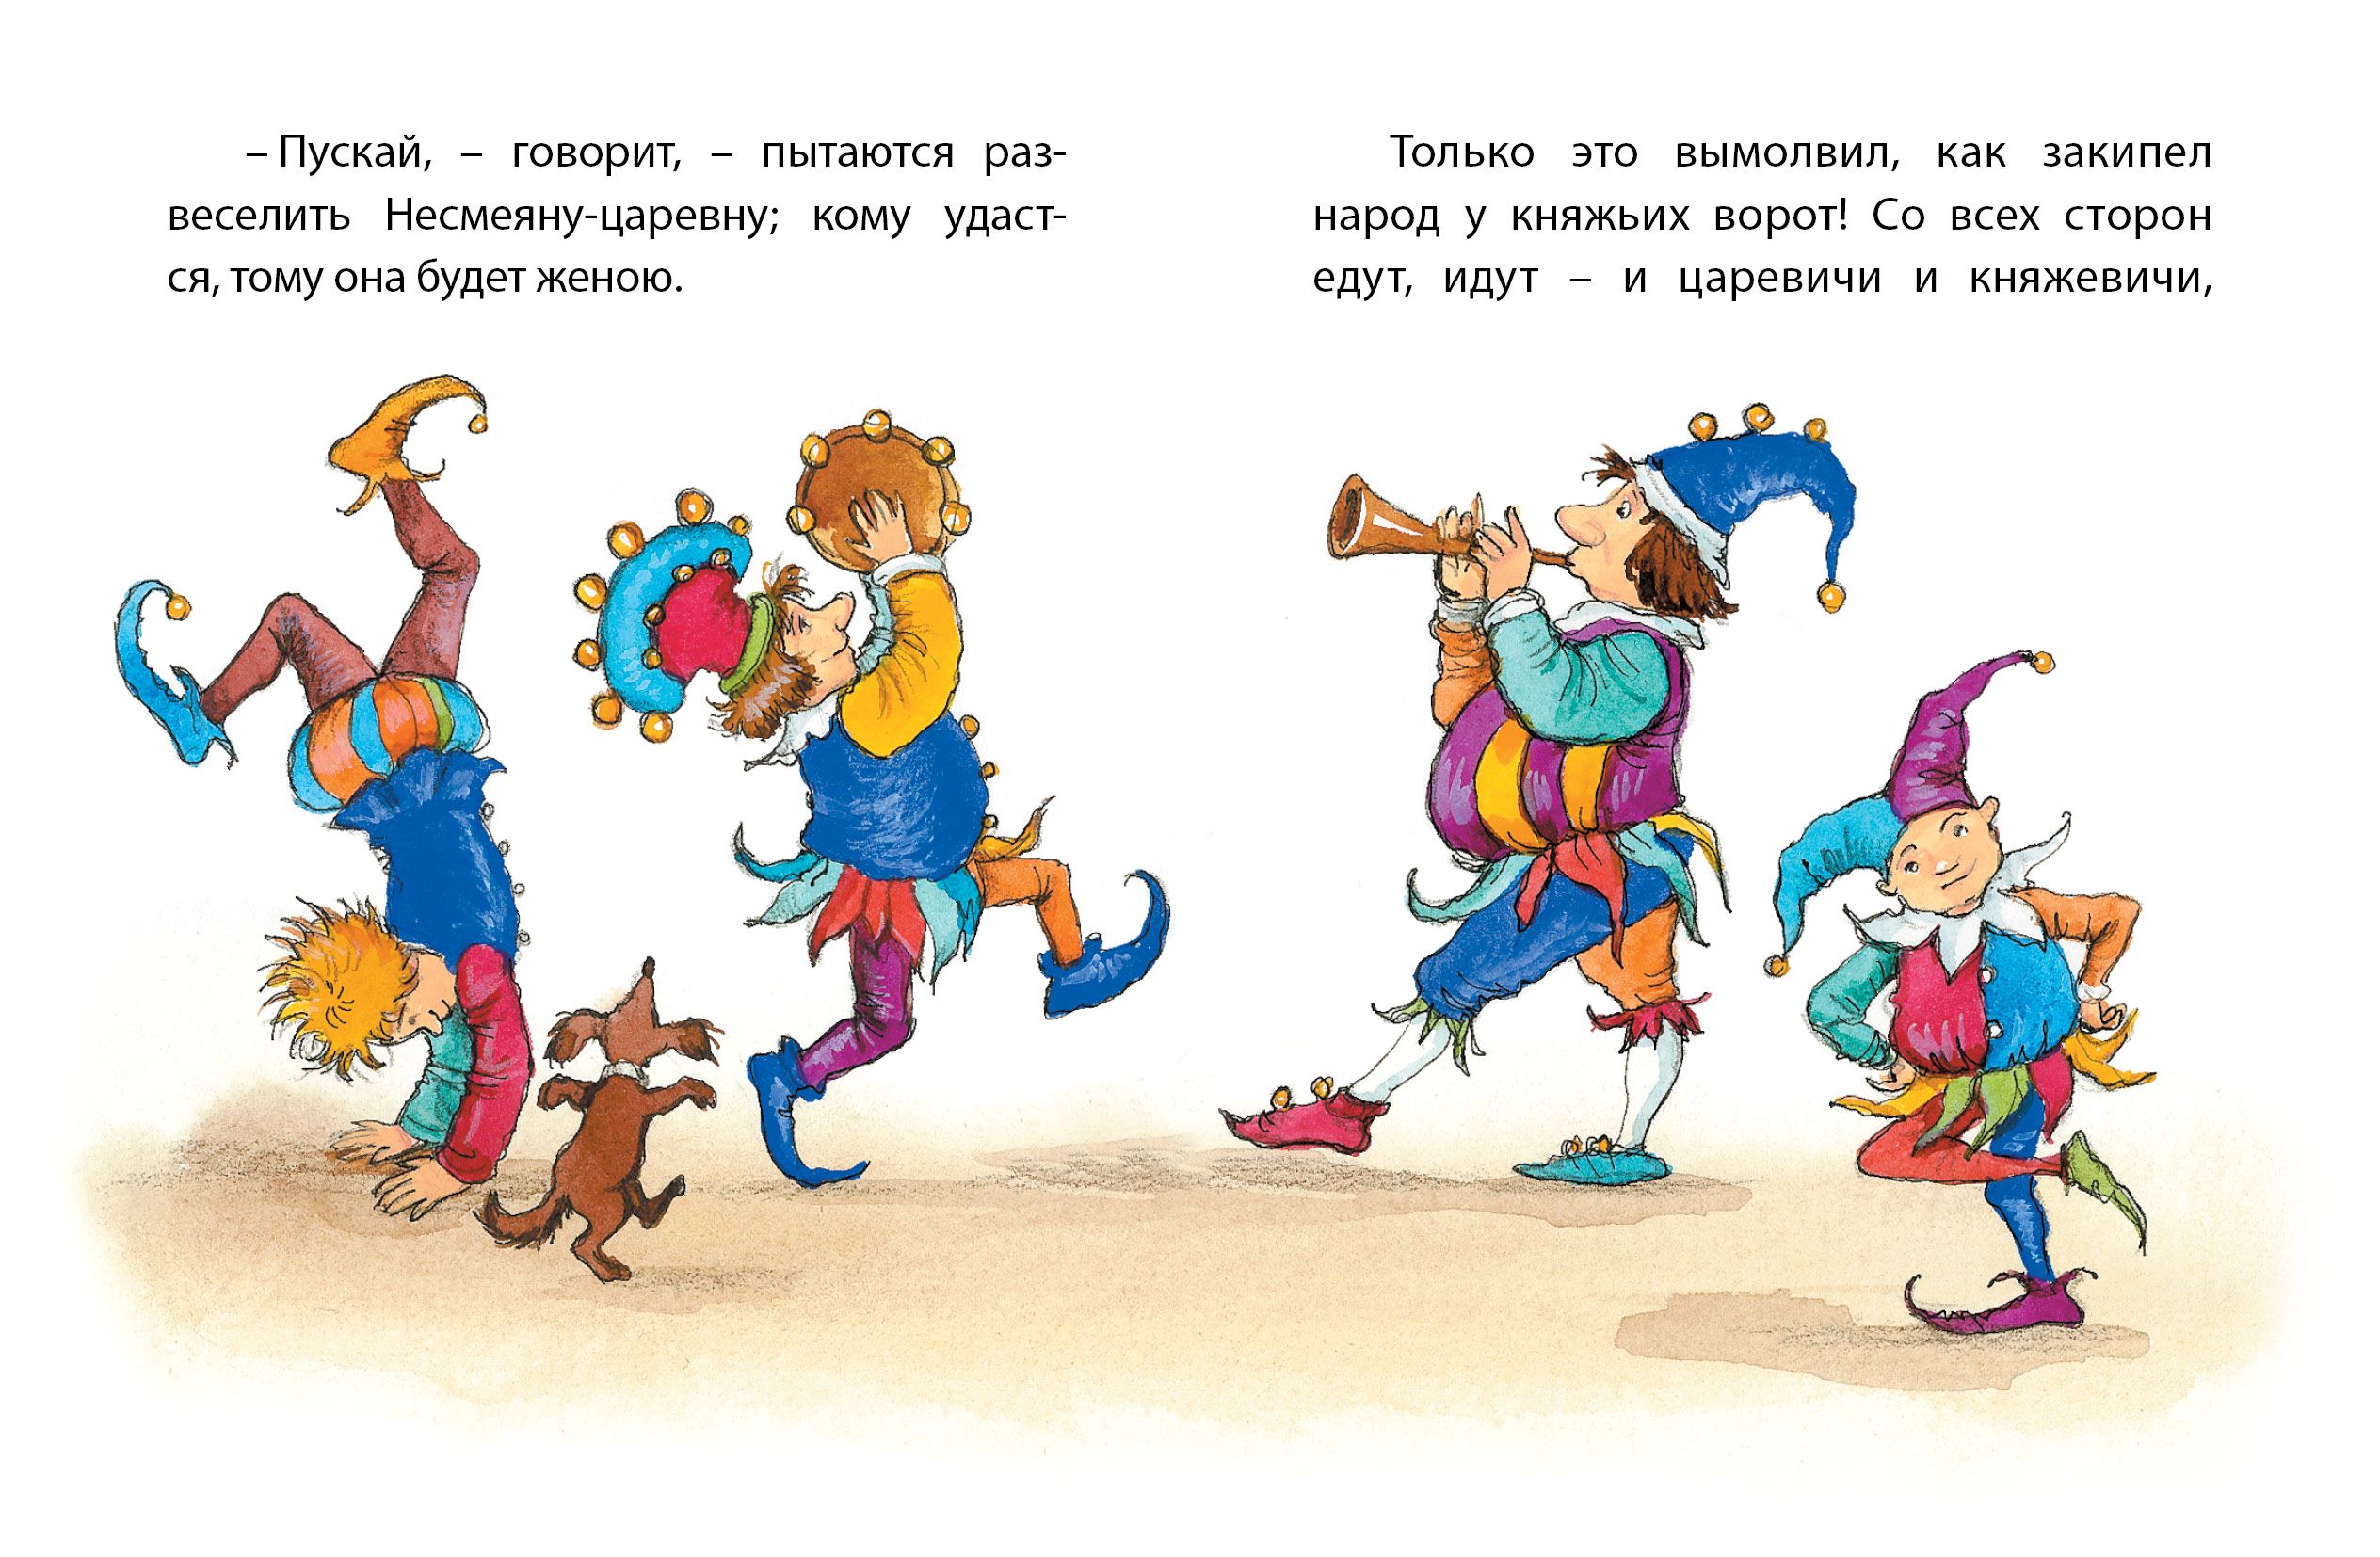 – Пускай, – говорит, – пытаются раз-
веселить Несмеяну-царевну; кому удаст-
ся, тому она будет женою.
Только это вымолвил, как закипел
народ у княжьих ворот! Со всех сторон
едут, идут – и царевичи и княжевичи,